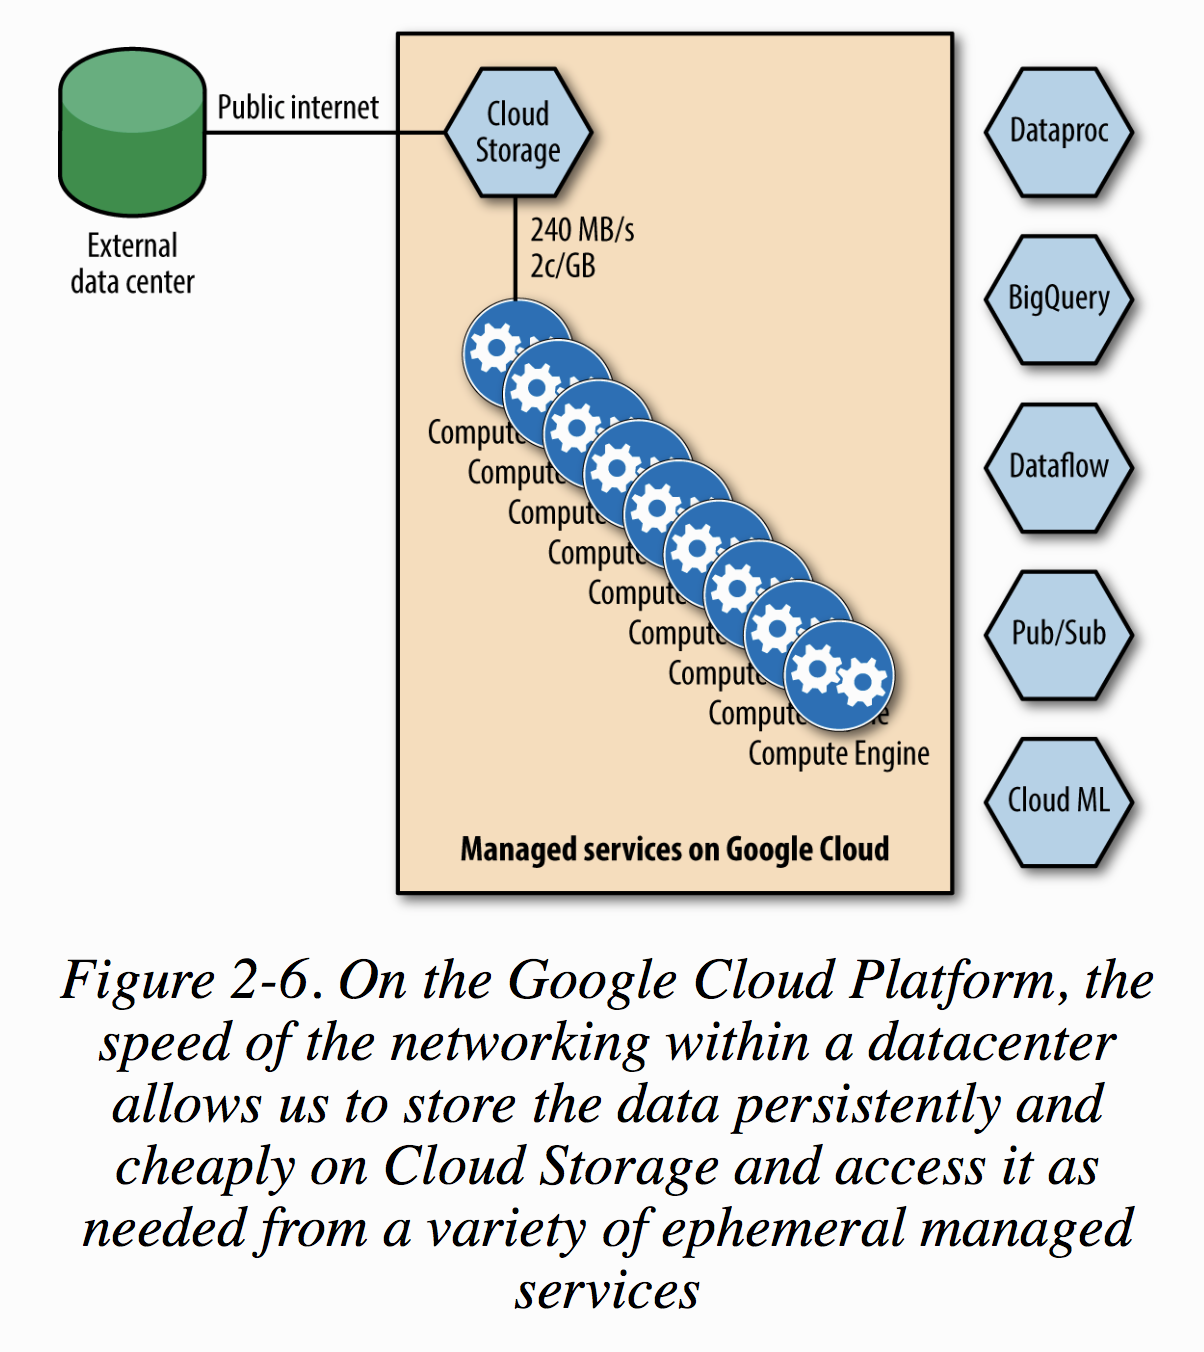 Public internet
External
data center
Cloud
Storage
240 MB/s
2c/GB
Compute
Compute
Compute
Compute
Compute
Compute
Compute
Compute
Compute Engine
Managed services on Google Cloud
Dataproc
BigQuery
Dataflow
Pub/Sub
Cloud ML
Figure 2-6. On the Google Cloud Platform, the
speed of the networking within a datacenter
allows us to store the data persistently and
cheaply on Cloud Storage and access it as
needed from a variety of ephemeral managed
services